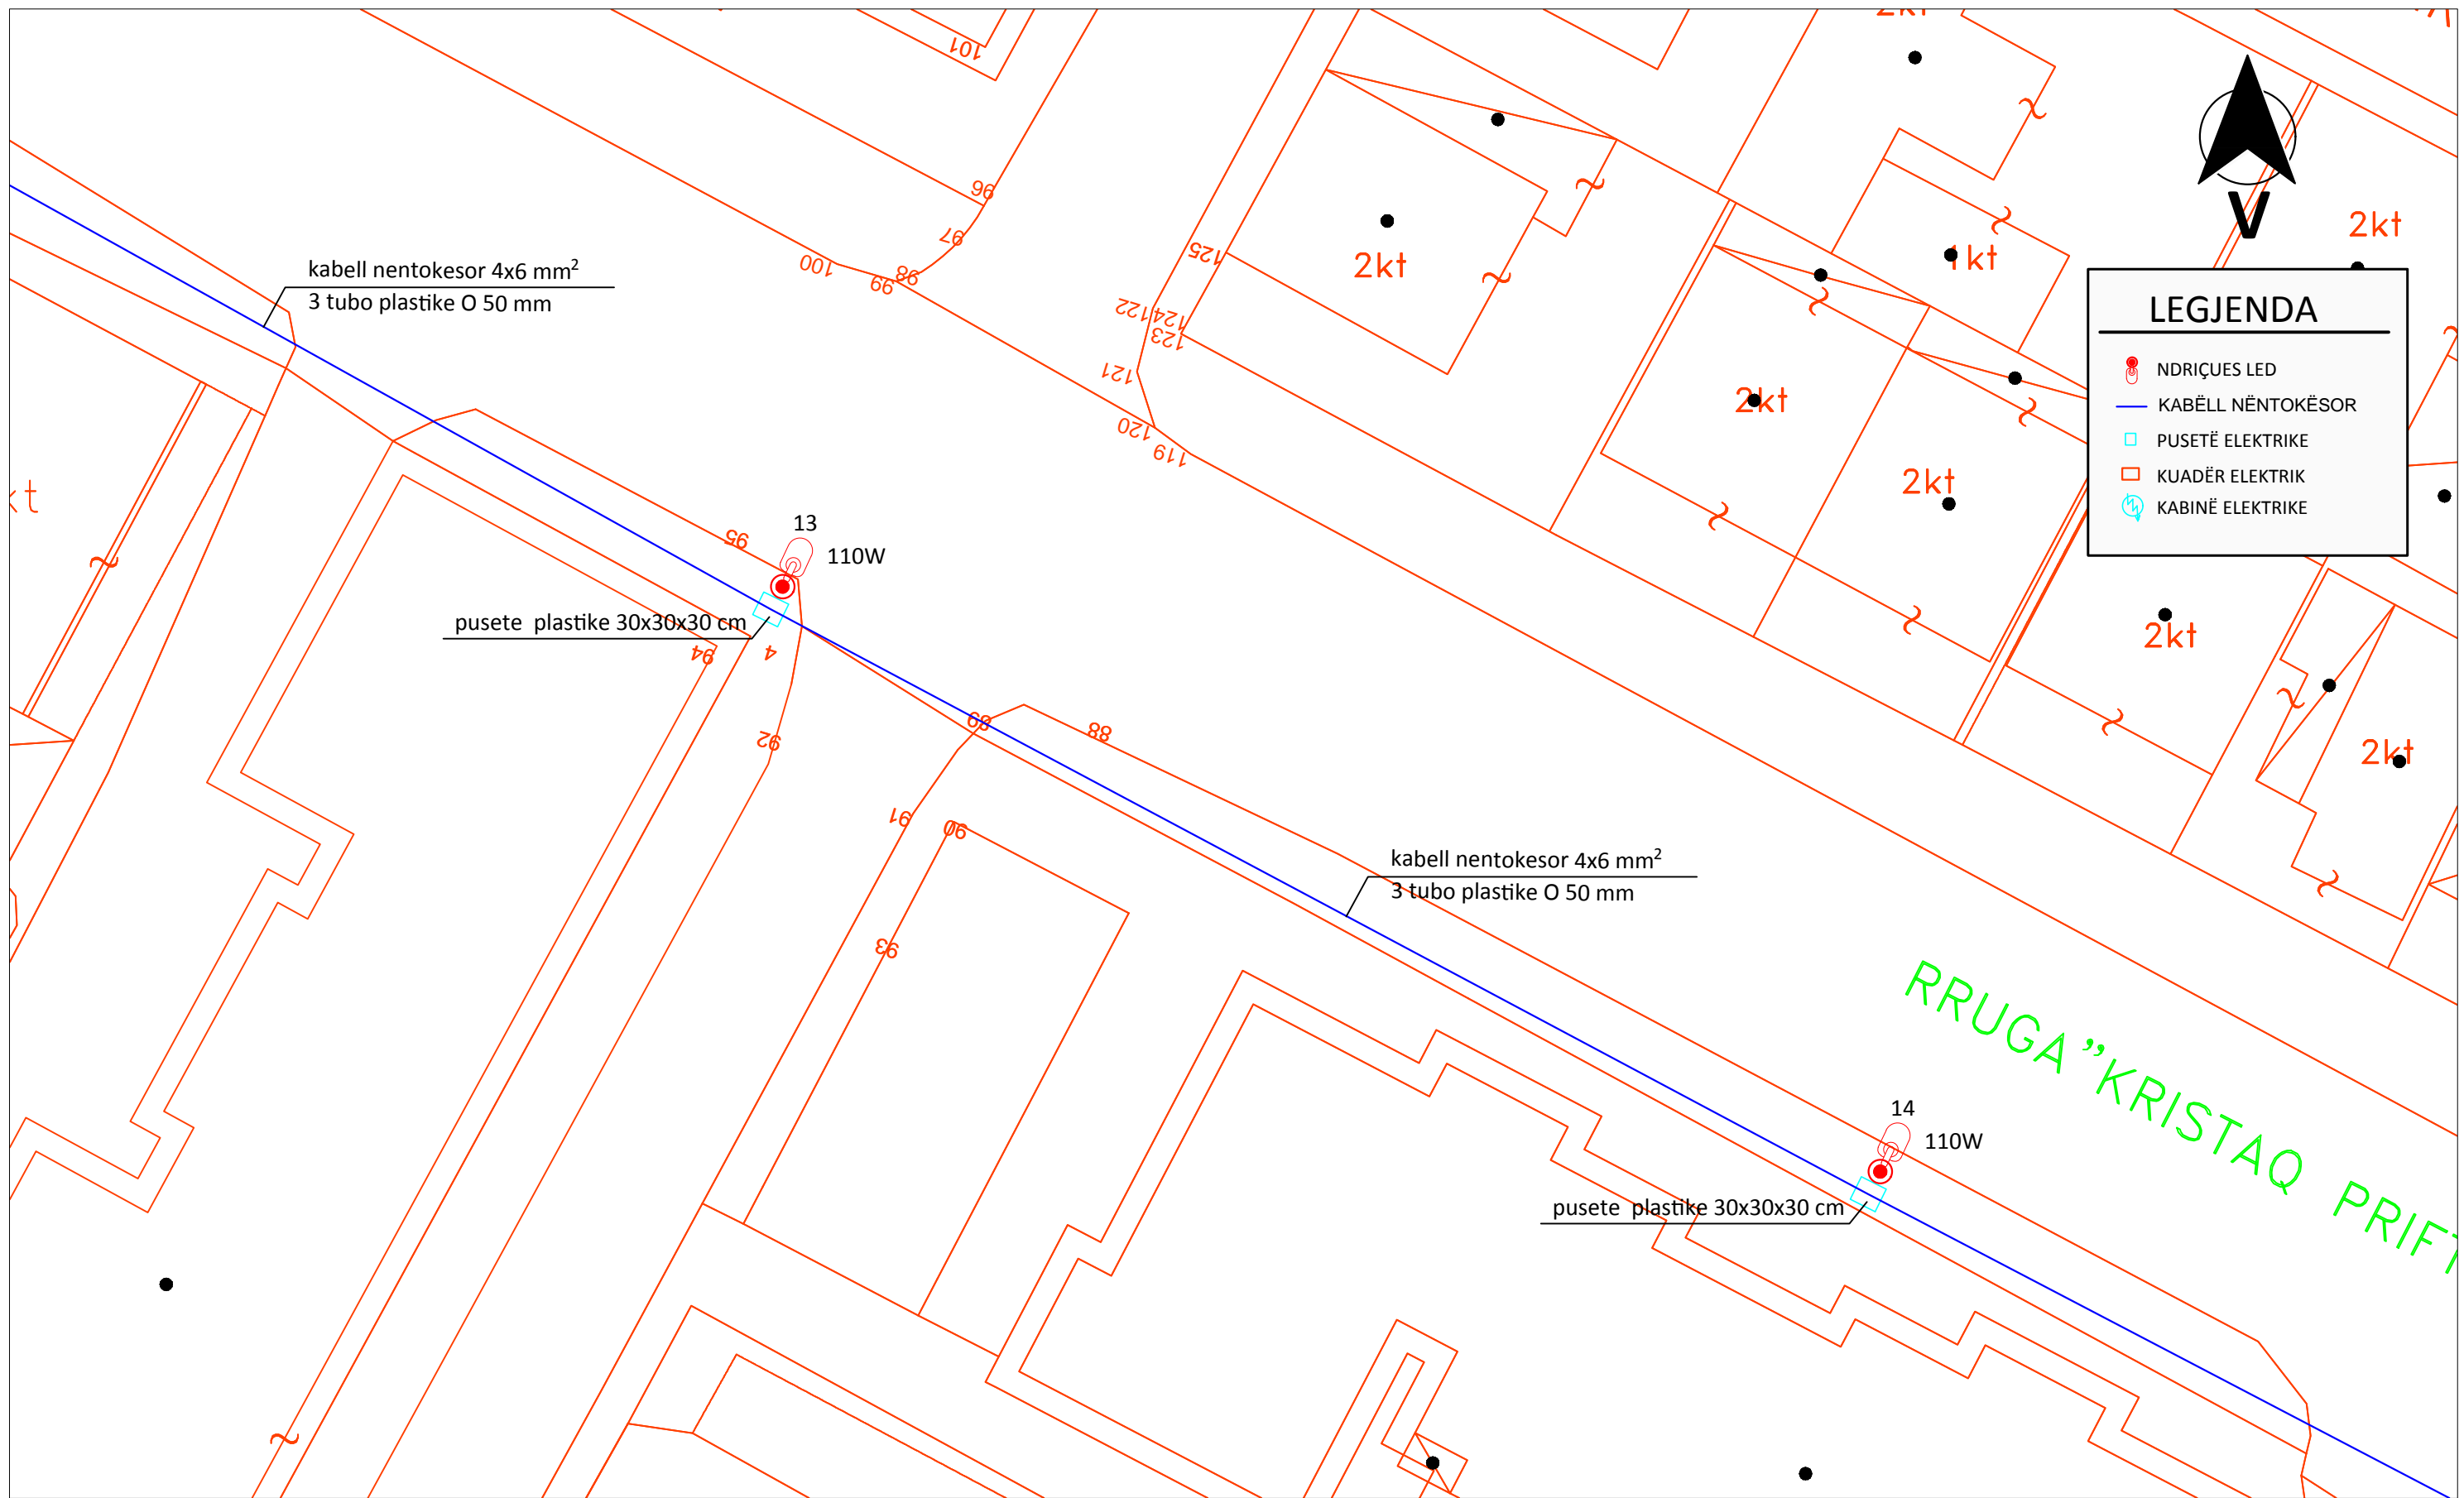 101
2kt
96
97
98
99
100
V
2kt
125
2kt
1kt
kabell nentokesor 4x6 mm²
3 tubo plastike O 50 mm
124122
123
LEGJENDA
NDRIÇUES LED
KABËLL NËNTOKËSOR
PUSETË ELEKTRIKE
KUADËR ELEKTRIK
KABINË ELEKTRIKE
121
2kt
120
119
2kt
kt
13
95
110W
pusete plastike 30x30x30 cm
94
4
2kt
92
89
88
2kt
91
90
kabell nentokesor 4x6 mm²
3 tubo plastike O 50 mm
93
RRUGA"KRISTAQ PRIFT
14
110W
pusete plastike 30x30x30 cm